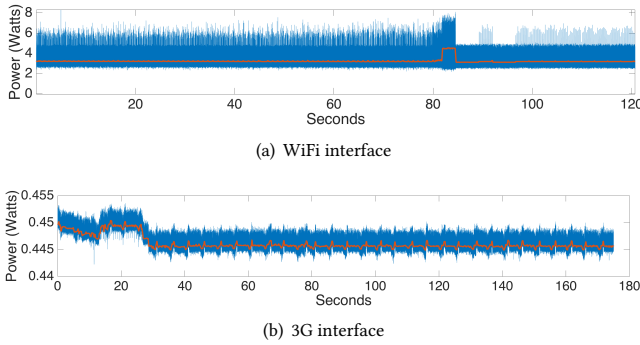 Power (Watts)
8
6
4
2
0
20 40 60 80 100 120
Seconds
(a) WiFi interface
Power (Watts)
0.455
0.45
0.445
0.44
0 20 40 60 80 100 120 140 160 180
Seconds
(b) 3G interface